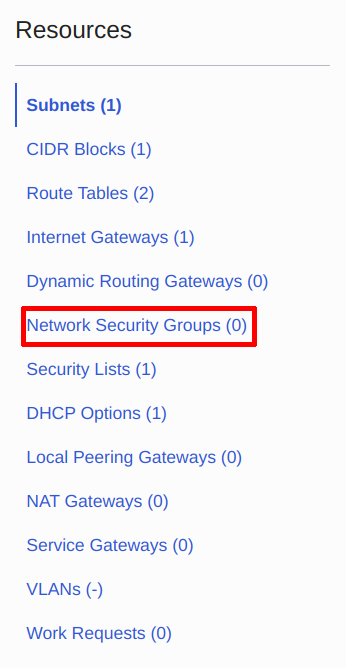 Resources
Subnets (1)
CIDR Blocks (1)
Route Tables (2)
Internet Gateways (1)
Dynamic Routing Gateways (0)
Network Security Groups (0)
Security Lists (1)
DHCP Options (1)
Local Peering Gateways (0)
NAT Gateways (0)
Service Gateways (0)
VLANs (-)
Work Requests (0)